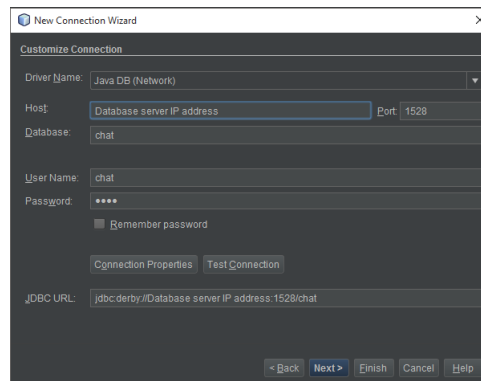 New Connection Wizard
Customize Connection
Driver Name: Java DB (Network)
Host: Database server IP address Port: 1528
Database: chat
User Name: chat
Password: ••••
Remember password
Connection Properties Test Connection
JDBC URL: jdbc:derby://Database server IP address:1528/chat
< Back Next > Finish Cancel Help